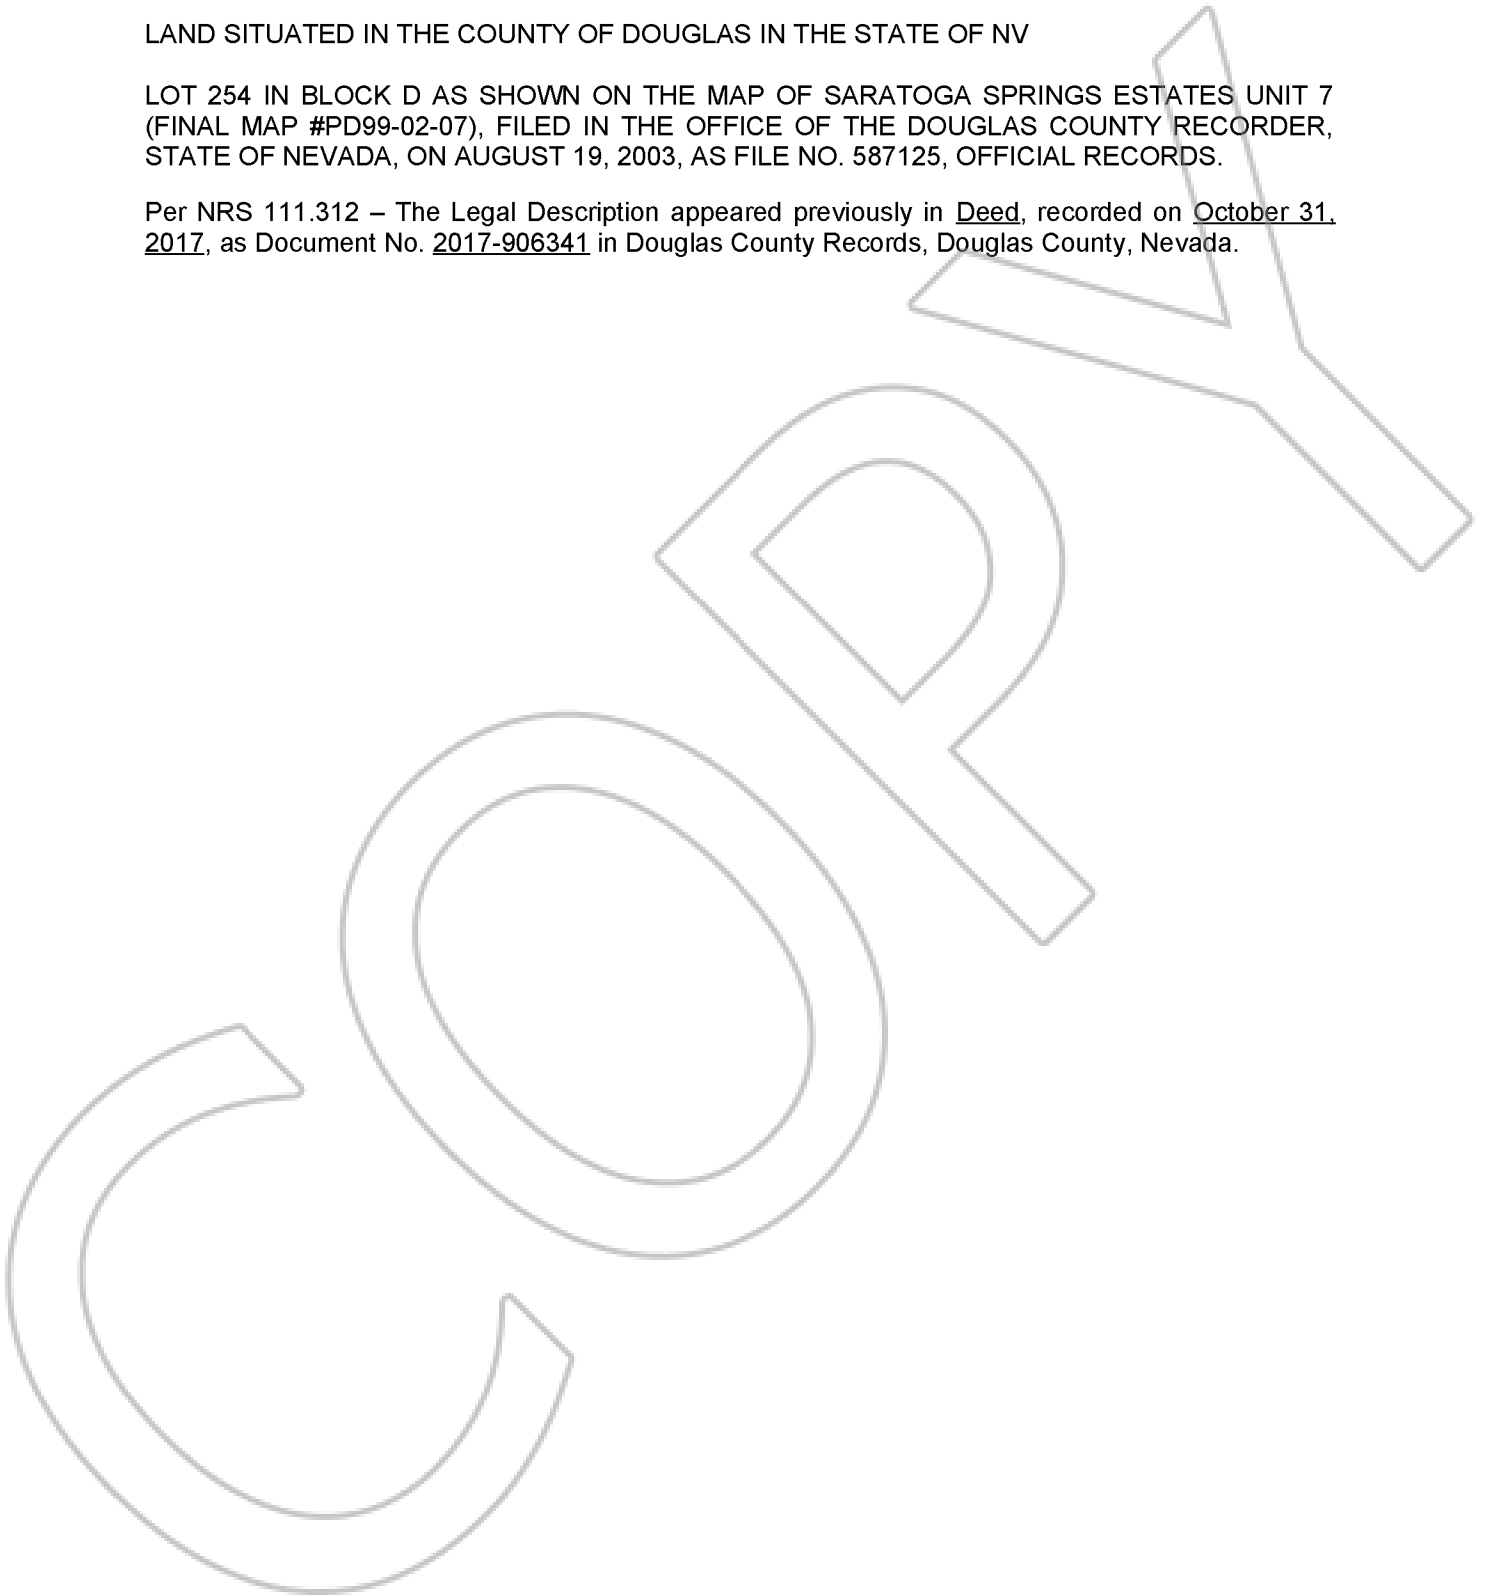 LAND SITUATED IN THE COUNTY OF DOUGLAS IN THE STATE OF NV
LOT 254 IN BLOCK D AS SHOWN ON THE MAP OF SARATOGA SPRINGS ESTATES UNIT 7
(FINAL MAP #PD99-02-07), FILED IN THE OFFICE OF THE DOUGLAS COUNTY RECORDER,
STATE OF NEVADA, ON AUGUST 19, 2003, AS FILE NO. 587125, OFFICIAL RECORDS.
Per NRS 111.312 – The Legal Description appeared previously in Deed, recorded on October 31,
2017, as Document No. 2017-906341 in Douglas County Records, Douglas County, Nevada.
COPY